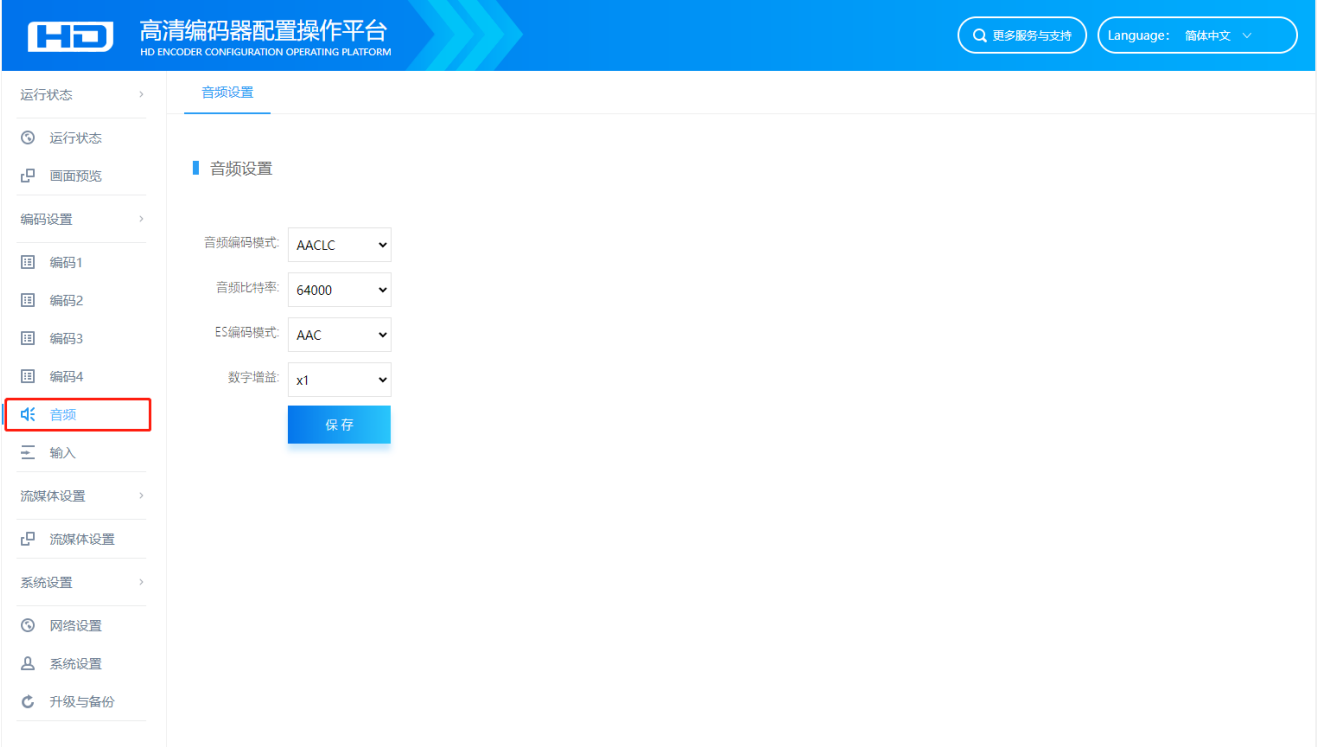 HD
高清编码器配置操作平台
HD ENCODER CONFIGURATION OPERATING PLATFORM
更多服务与支持
Language： 简体中文
运行状态
运行状态
画面预览
编码设置
编码1
编码2
编码3
编码4
音频
输入
流媒体设置
流媒体设置
系统设置
网络设置
系统设置
升级与备份
音频设置
音频设置
音频编码模式: AACLC
音频比特率: 64000
ES编码模式: AAC
数字增益: x1
保存